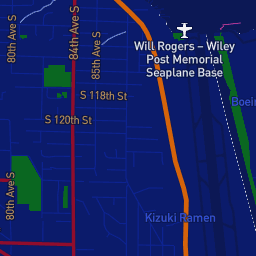 80th Ave S
84th Ave S
85th Ave S
Will Rogers – Wiley
Post Memorial
Seaplane Base
S 118th St
Boein
S 120th St
80th Ave S
Kizuki Ramen